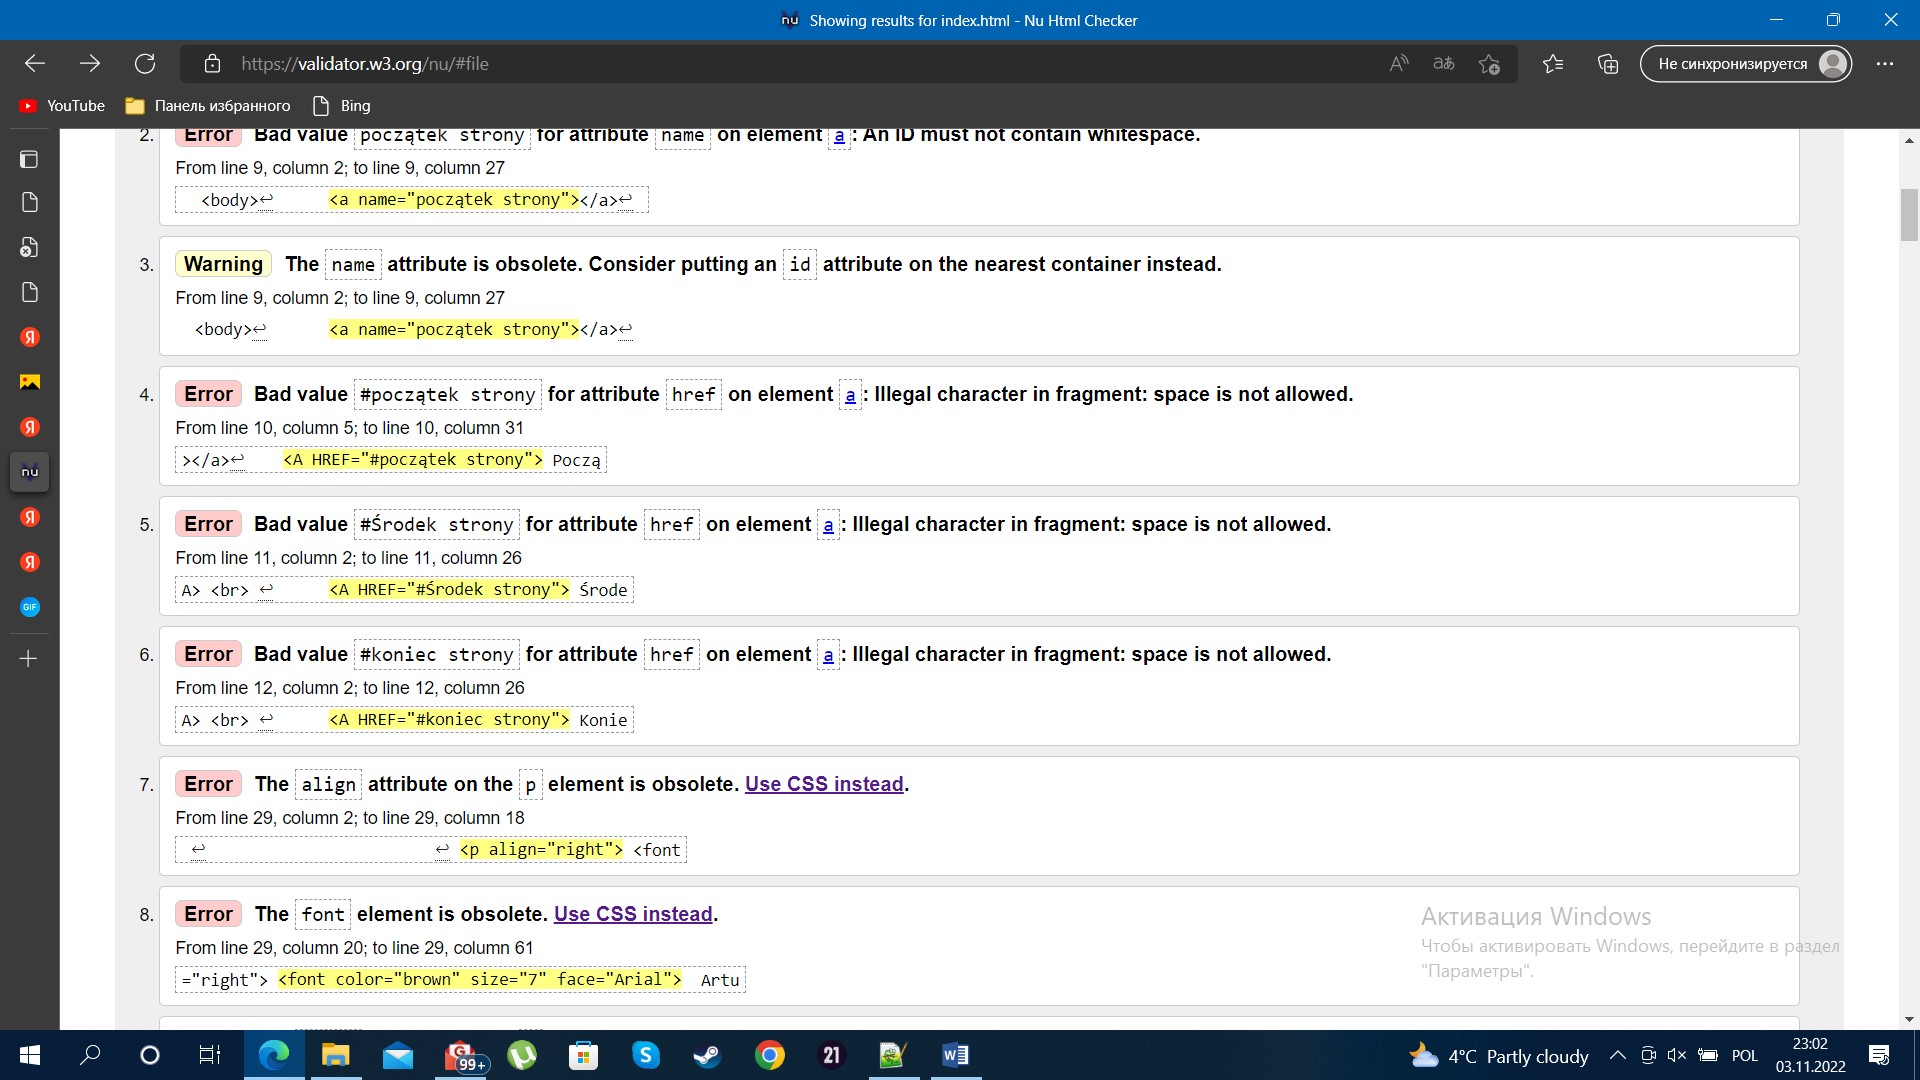 Showing results for index.html - Nu Html Checker
https://validator.w3.org/nu/#file
Не синхронизируется
YouTube Панель избранного Bing
2. Error Bad value początek strony for attribute name on element a: An ID must not contain whitespace.
From line 9, column 2; to line 9, column 27
<body>↩ <a name="początek strony"></a>↩
3. Warning The name attribute is obsolete. Consider putting an id attribute on the nearest container instead.
From line 9, column 2; to line 9, column 27
<body>↩ <a name="początek strony"></a>↩
4. Error Bad value #początek strony for attribute href on element a: Illegal character in fragment: space is not allowed.
From line 10, column 5; to line 10, column 31
></a>↩ <A HREF="#początek strony"> Począ
5. Error Bad value #Środek strony for attribute href on element a: Illegal character in fragment: space is not allowed.
From line 11, column 2; to line 11, column 26
A> <br> ↩ <A HREF="#Środek strony"> Środe
6. Error Bad value #koniec strony for attribute href on element a: Illegal character in fragment: space is not allowed.
From line 12, column 2; to line 12, column 26
A> <br> ↩ <A HREF="#koniec strony"> Konie
7. Error The align attribute on the p element is obsolete. Use CSS instead.
From line 29, column 2; to line 29, column 18
↩ ↩ <p align="right"> <font
8. Error The font element is obsolete. Use CSS instead.
From line 29, column 20; to line 29, column 61
="right"> <font color="brown" size="7" face="Arial"> Artu
Активация Windows
Чтобы активировать Windows, перейдите в раздел
"Параметры".
nu
GIF
99+
21
4°C Partly cloudy
POL
23:02
03.11.2022